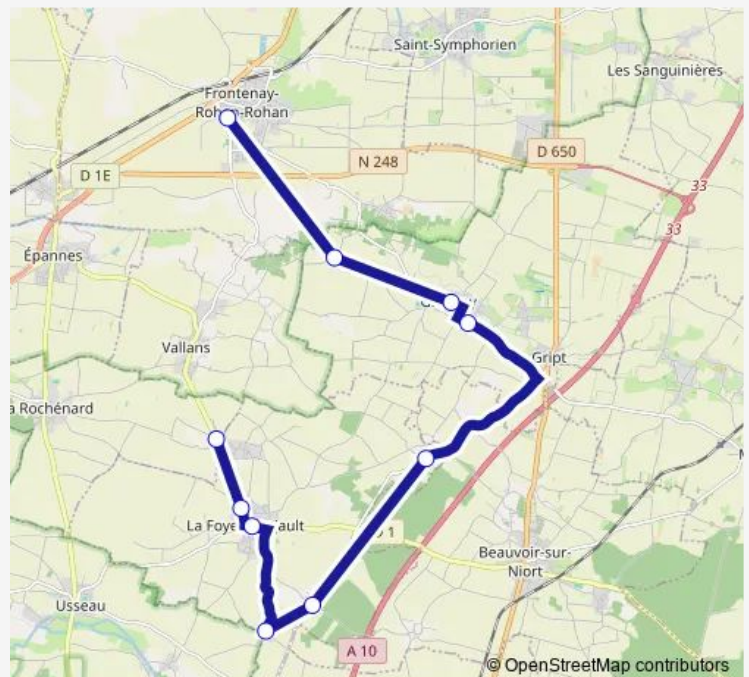 Saint-Symphorien
Les Sanguinières
Frontenay-
Rohan-Rohan
D 650
N 248
D 1E
33
33
Épannes
Vallans
Gript
a Rochénard
La Foye
ault
D 1
Beauvoir-sur-
Niort
Usseau
A 10
© OpenStreetMap contributors